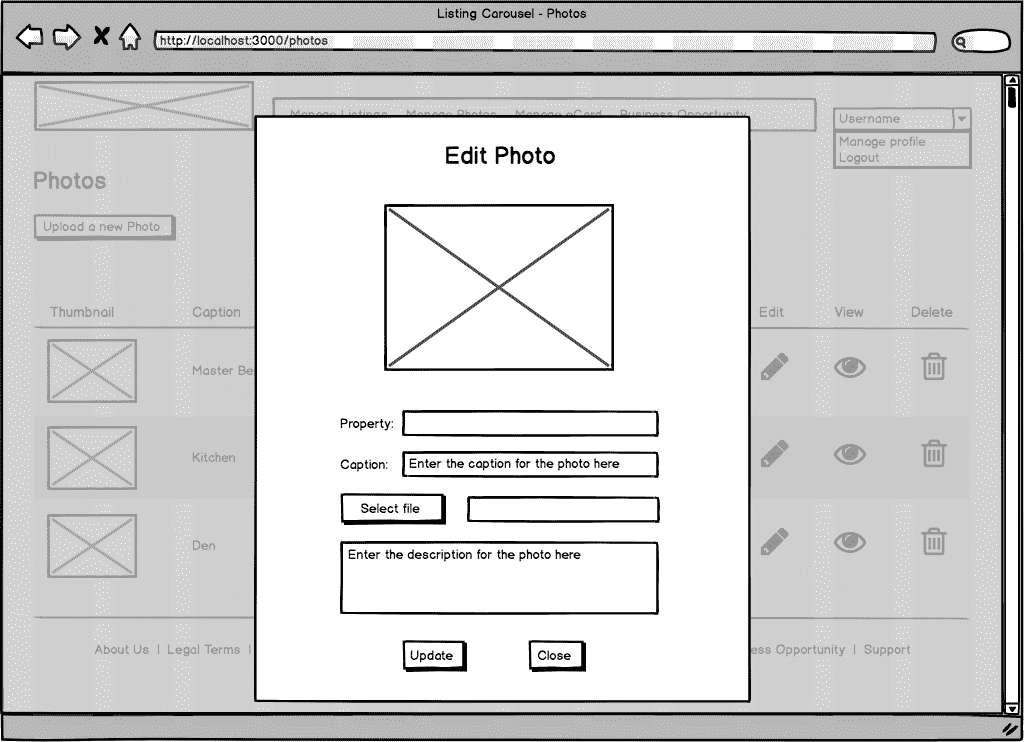 Listing Carousel - Photos
http://localhost:3000/photos
Manage Listings Manage Photos Manage eCard Business Opportunity
Username
Manage profile
Logout
Photos
Upload a new Photo
Edit Photo
Thumbnail Caption Edit View Delete
Master Be
Kitchen
Den
Property:
Caption: Enter the caption for the photo here
Select file
Enter the description for the photo here
Update Close
About Us | Legal Terms | ess Opportunity | Support